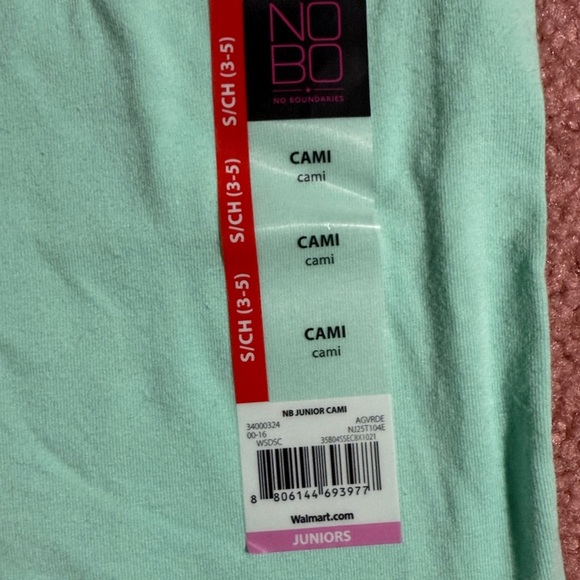 NO
BO
NO BOUNDARIES
S/CH (3-5)
CAMI
cami
S/CH (3-5)
CAMI
cami
S/CH (3-5)
CAMI
cami
NB JUNIOR CAMI
34000324 AGVRDE
00-16 NJ25T104E
WSDSC 35B045SEC8X1021
8 806144 693977
Walmart.com
JUNIORS